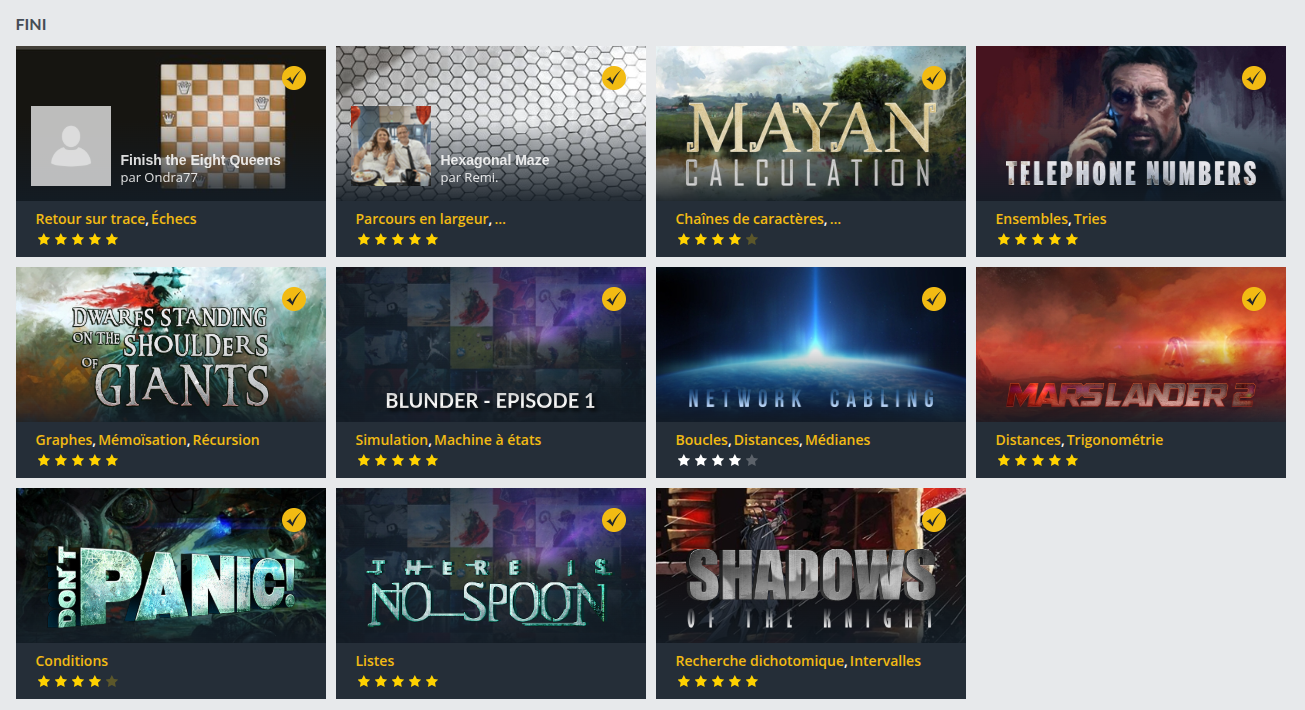 FINI
Finish the Eight Queens
par Ondra77
Retour sur trace, Échecs
Hexagonal Maze
par Remi.
Parcours en largeur, ...
MAYAN
CALCULATION
Chaînes de caractères, ...
TELEPHONE NUMBERS
Ensembles, Tries
DWARFS STANDING
ON THE SHOULDERS
OF GIANTS
Graphes, Mémoïsation, Récursion
BLUNDER - EPISODE 1
Simulation, Machine à états
NETWORK CABLING
Boucles, Distances, Médianes
MARS LANDER 2
Distances, Trigonométrie
DON'T PANIC!
Conditions
THERE IS
NO SPOON
Listes
SHADOWS
OF THE KNIGHT
Recherche dichotomique, Intervalles